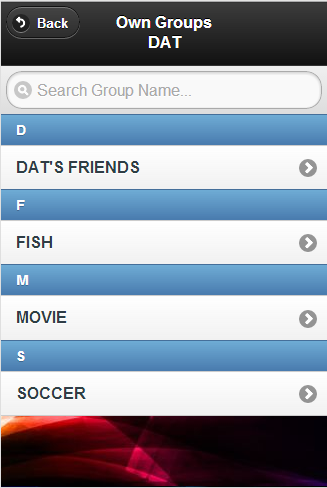 Back
Own Groups
DAT
Search Group Name...
D
DAT'S FRIENDS
F
FISH
M
MOVIE
S
SOCCER